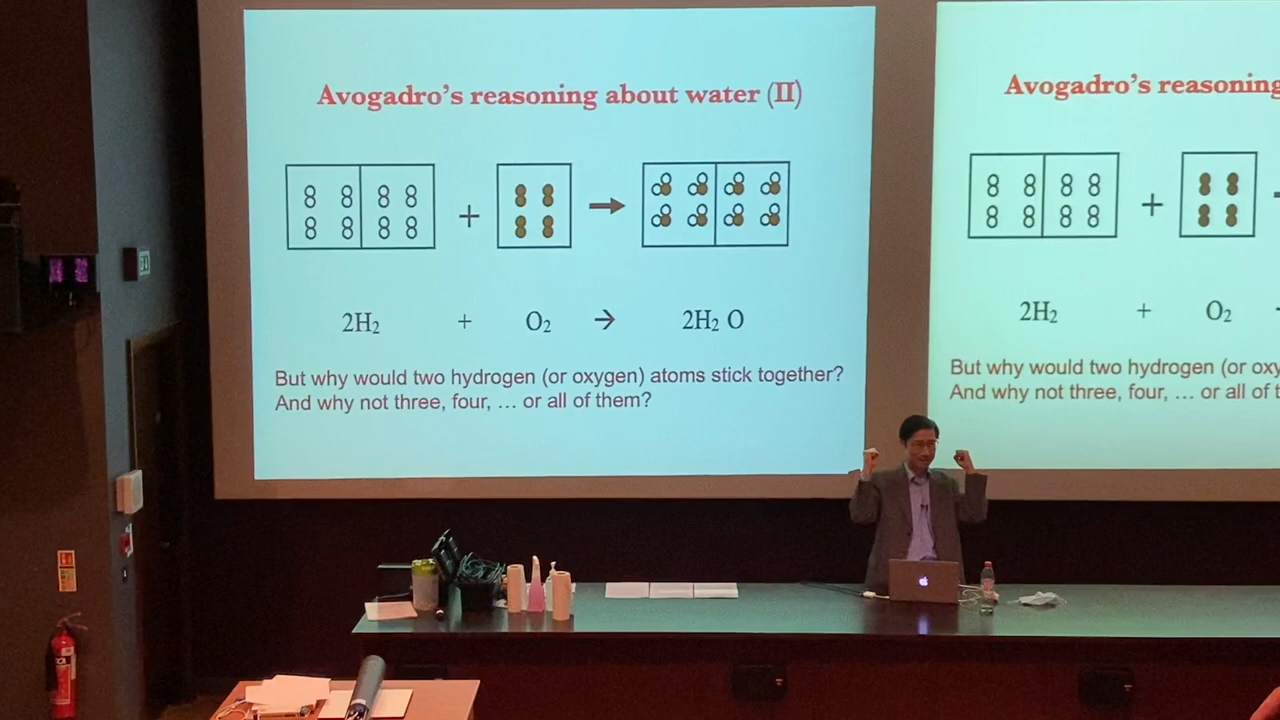 Avogadro's reasoning about water (II)
+
2H₂ + O₂ → 2H₂ O
But why would two hydrogen (or oxygen) atoms stick together?
And why not three, four, … or all of them?
Avogadro's reasoning
+
2H₂ + O₂
But why would two hydrogen (or oxy
And why not three, four, … or all of t